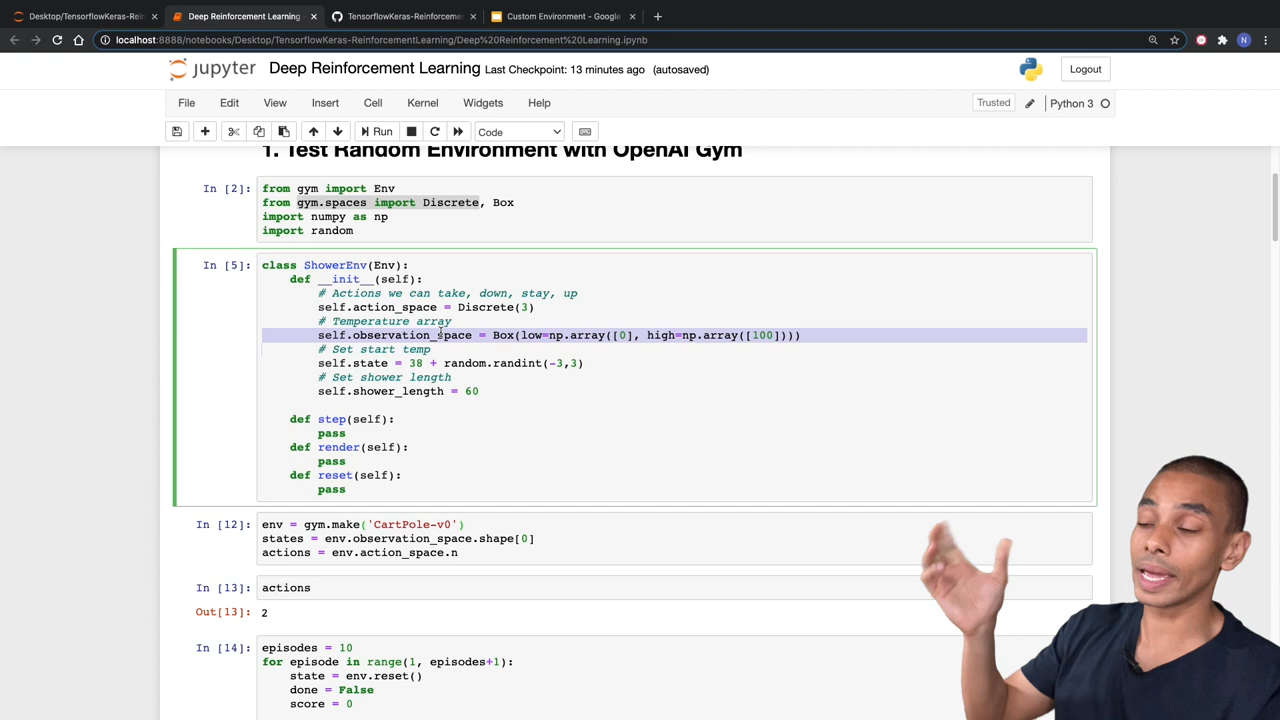 Desktop/TensorflowKeras-Rein
Deep Reinforcement Learning
TensorflowKeras-Reinforceme
Custom Environment - Google
localhost:8888/notebooks/Desktop/TensorflowKeras-ReinforcementLearning/Deep%20Reinforcement%20Learning.ipynb
N
jupyter Deep Reinforcement Learning Last Checkpoint: 13 minutes ago (autosaved)
Logout
File Edit View Insert Cell Kernel Widgets Help
Trusted
Python 3
Run
Code
1. Test Random Environment with OpenAI Gym
In [2]:
from gym import Env
from gym.spaces import Discrete, Box
import numpy as np
import random
In [5]:
class ShowerEnv(Env):
def __init__(self):
# Actions we can take, down, stay, up
self.action_space = Discrete(3)
# Temperature array
self.observation_space = Box(low=np.array([0], high=np.array([100])))
# Set start temp
self.state = 38 + random.randint(-3,3)
# Set shower length
self.shower_length = 60
def step(self):
pass
def render(self):
pass
def reset(self):
pass
In [12]:
env = gym.make('CartPole-v0')
states = env.observation_space.shape[0]
actions = env.action_space.n
In [13]:
actions
Out[13]:
2
In [14]:
episodes = 10
for episode in range(1, episodes+1):
state = env.reset()
done = False
score = 0